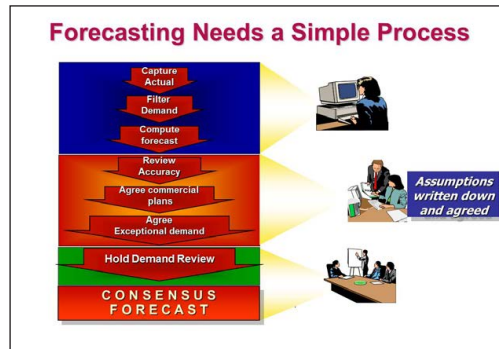 Forecasting Needs a Simple Process
Capture
Actual
Filter
Demand
Compute
forecast
Review
Accuracy
Agree commercial
plans
Agree
Exceptional demand
Hold Demand Review
CONSENSUS
FORECAST
Assumptions
written down
and agreed